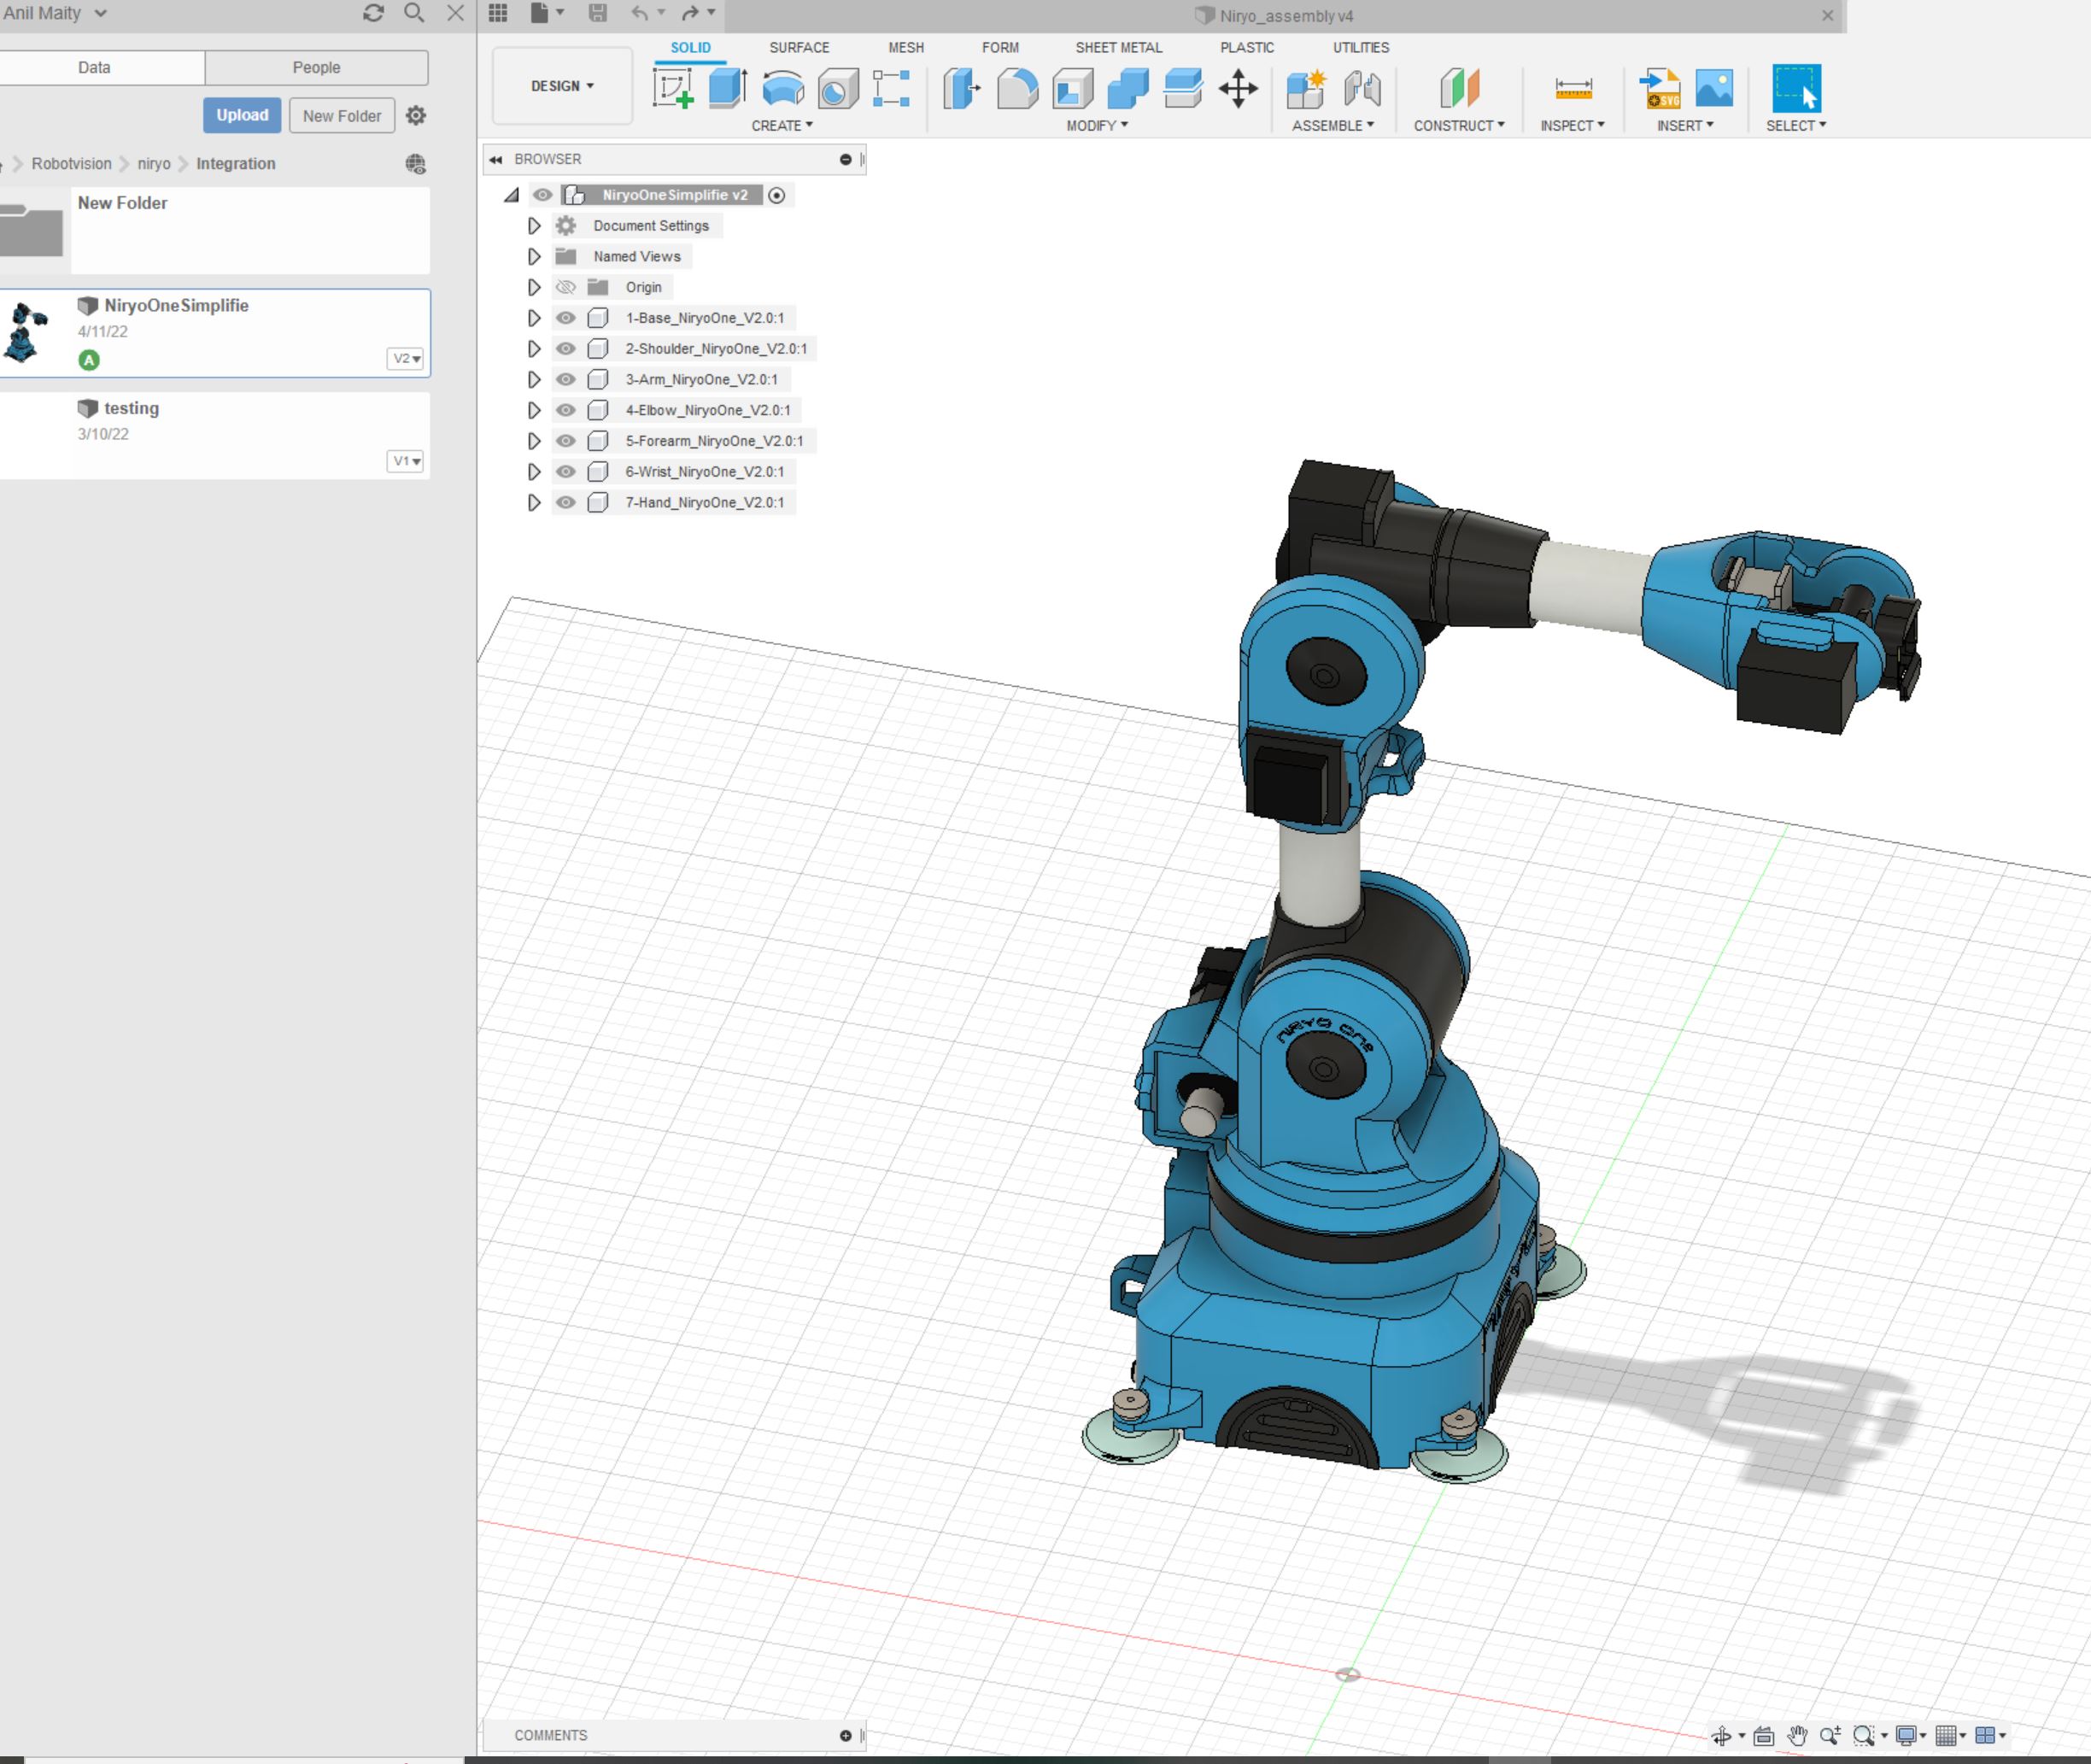 Anil Maity
Niryo_assembly v4
Data
People
SOLID
SURFACE
MESH
FORM
SHEET METAL
PLASTIC
UTILITIES
DESIGN
Upload
New Folder
CREATE
MODIFY
ASSEMBLE
CONSTRUCT
INSPECT
SVG
INSERT
SELECT
Robotvision
niryo
Integration
BROWSER
New Folder
NiryoOneSimplifie v2
Document Settings
Named Views
Origin
1-Base_NiryoOne_V2.0:1
2-Shoulder_NiryoOne_V2.0:1
3-Arm_NiryoOne_V2.0:1
4-Elbow_NiryoOne_V2.0:1
5-Forearm_NiryoOne_V2.0:1
6-Wrist_NiryoOne_V2.0:1
7-Hand_NiryoOne_V2.0:1
NiryoOneSimplifie
4/11/22
A
V2
testing
3/10/22
V1
NIRYO One
COMMENTS